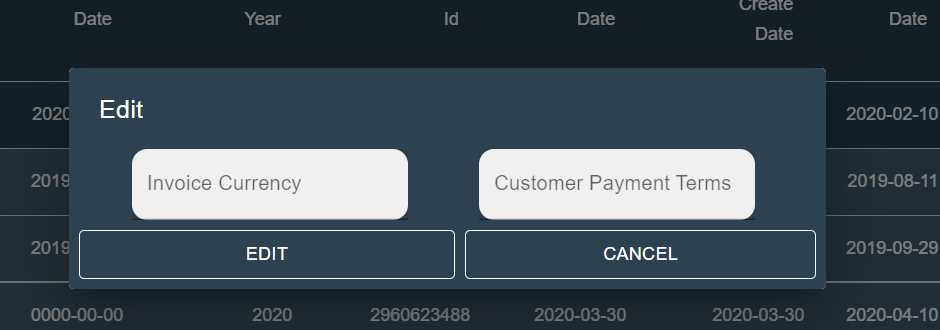 Create
Date Year Id Date Date Date
Edit
2020 2020-02-10
Invoice Currency Customer Payment Terms
2019 2019-08-11
2019 EDIT CANCEL 2019-09-29
0000-00-00 2020 2960623488 2020-03-30 2020-03-30 2020-04-10